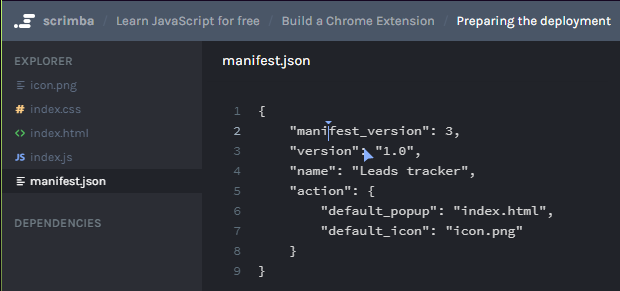 scrimba / Learn JavaScript for free / Build a Chrome Extension / Preparing the deployment
EXPLORER
icon.png
# index.css
<> index.html
JS index.js
manifest.json
DEPENDENCIES
manifest.json
1 {
2 "manifest_version": 3,
3 "version": "1.0",
4 "name": "Leads tracker",
5 "action": {
6 "default_popup": "index.html",
7 "default_icon": "icon.png"
8 }
9 }